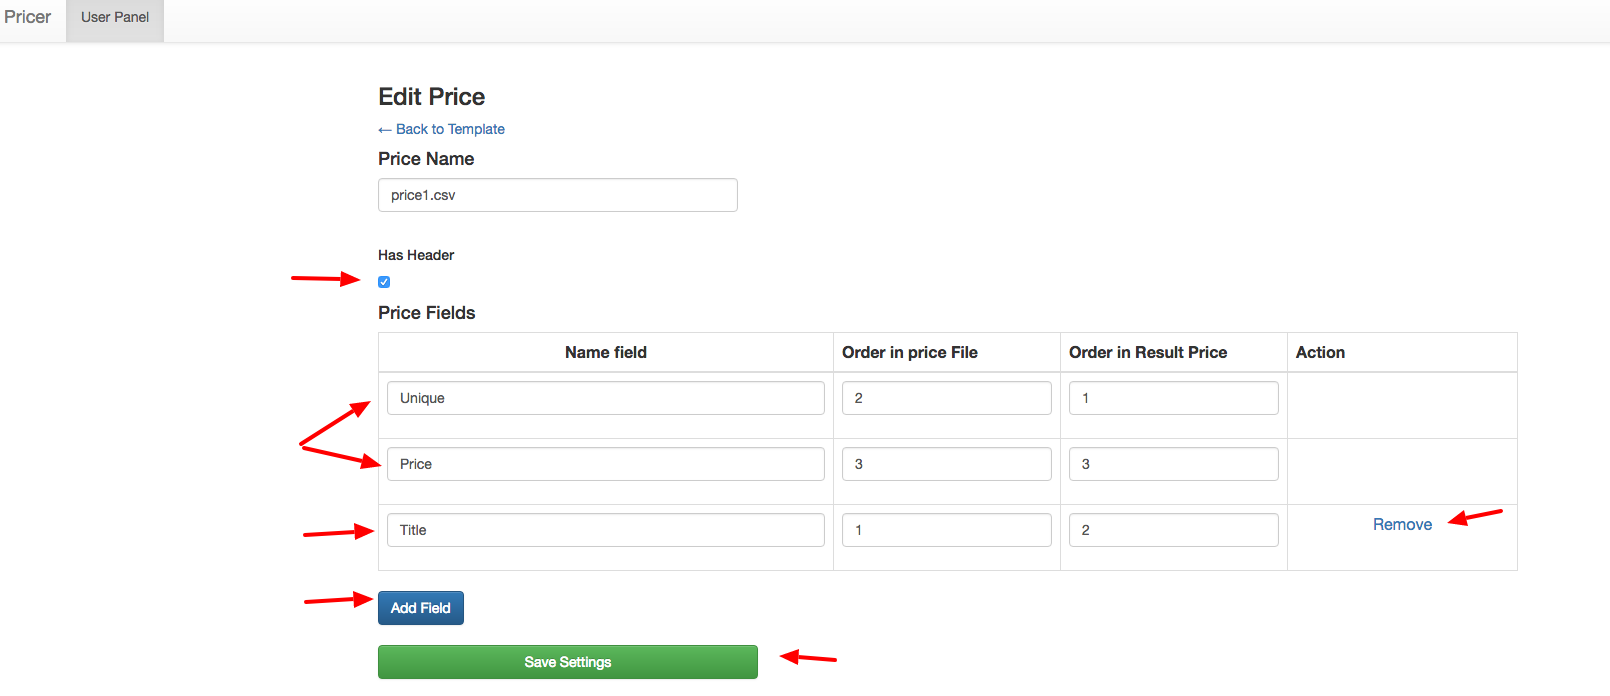 Pricer User Panel
Edit Price
← Back to Template
Price Name
price1.csv
Has Header
Price Fields
Name field Order in price File Order in Result Price Action
Unique 2 1
Price 3 3
Title 1 2 Remove
Add Field
Save Settings